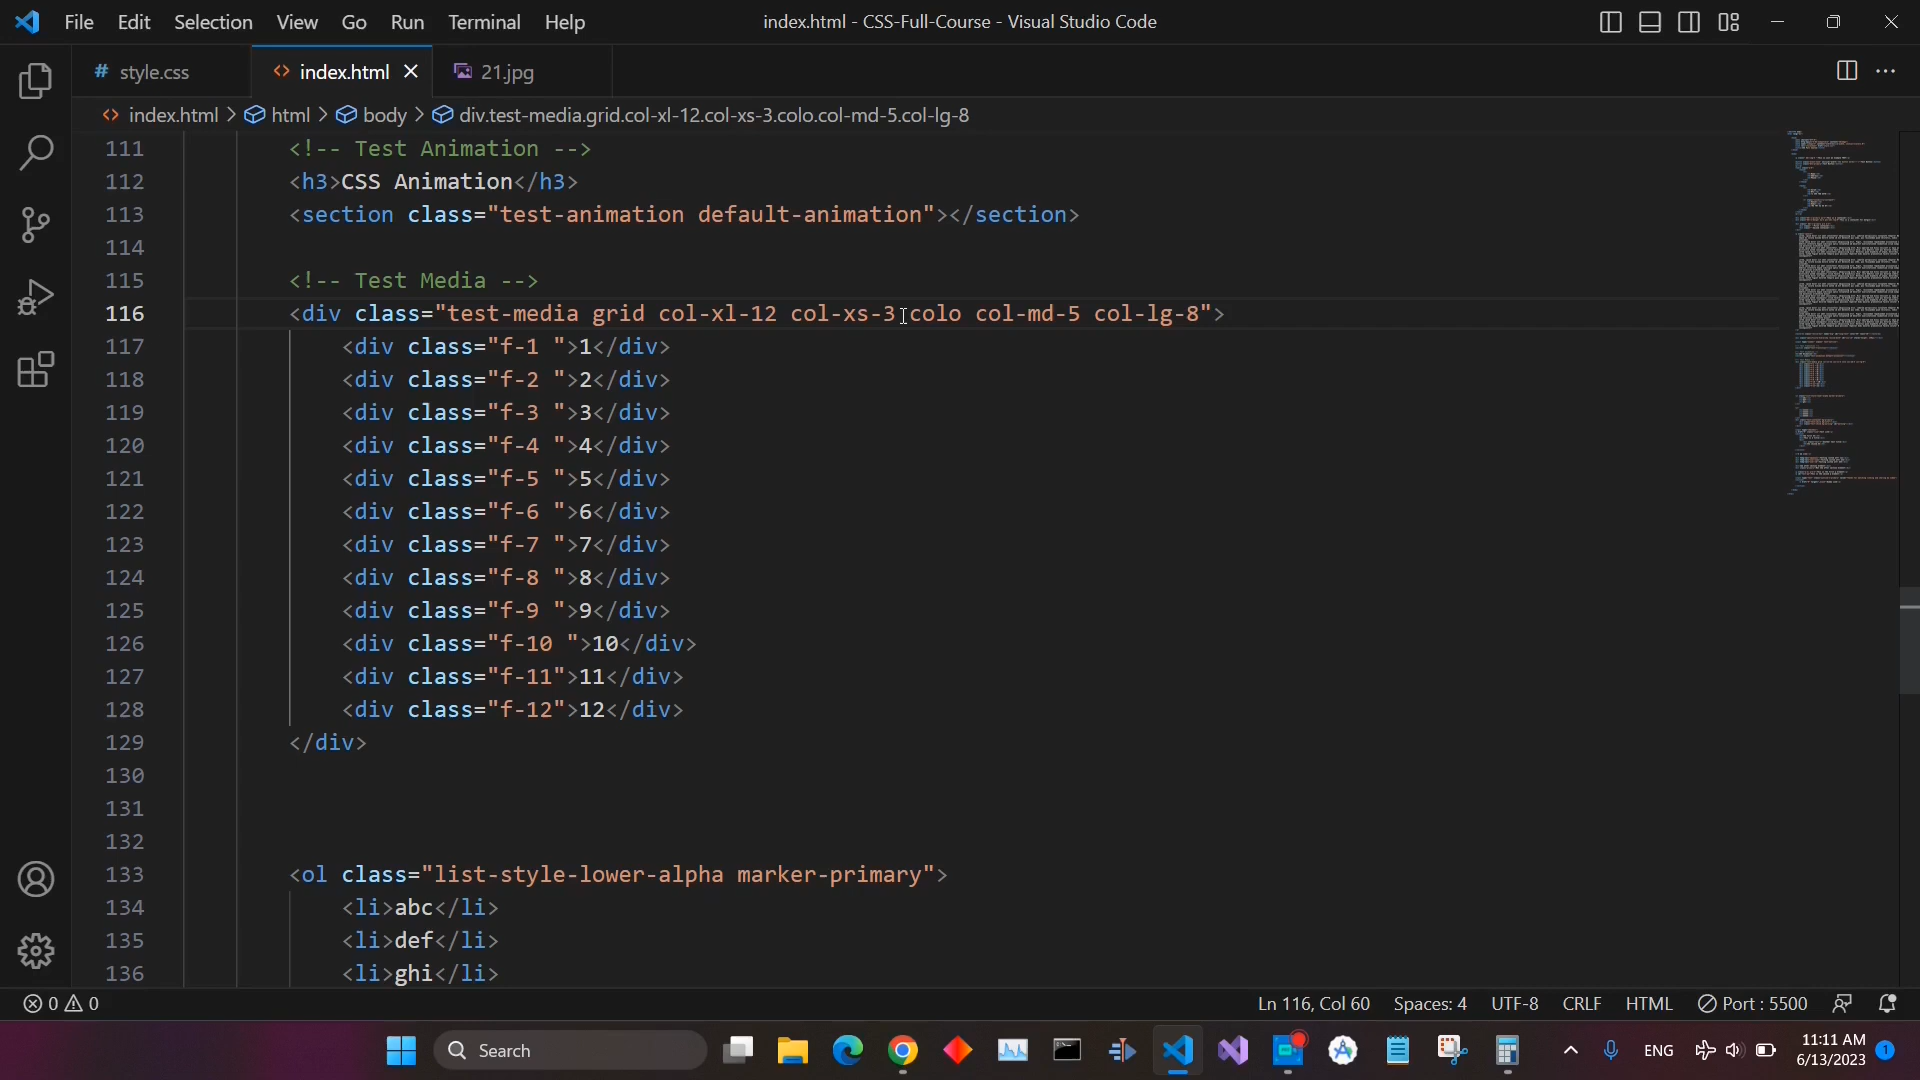 File Edit Selection View Go Run Terminal Help index.html - CSS-Full-Course - Visual Studio Code
# style.css <> index.html 21.jpg
<> index.html > html > body > div.test-media.grid.col-xl-12.col-xs-3.colo.col-md-5.col-lg-8
111 <!-- Test Animation -->
112 <h3>CSS Animation</h3>
113 <section class="test-animation default-animation"></section>
114
115 <!-- Test Media -->
116 <div class="test-media grid col-xl-12 col-xs-3 colo col-md-5 col-lg-8">
117 <div class="f-1 ">1</div>
118 <div class="f-2 ">2</div>
119 <div class="f-3 ">3</div>
120 <div class="f-4 ">4</div>
121 <div class="f-5 ">5</div>
122 <div class="f-6 ">6</div>
123 <div class="f-7 ">7</div>
124 <div class="f-8 ">8</div>
125 <div class="f-9 ">9</div>
126 <div class="f-10 ">10</div>
127 <div class="f-11">11</div>
128 <div class="f-12">12</div>
129 </div>
130
131
132
133 <ol class="list-style-lower-alpha marker-primary">
134 <li>abc</li>
135 <li>def</li>
136 <li>ghi</li>
0 0 Ln 116, Col 60 Spaces: 4 UTF-8 CRLF HTML Port : 5500
Search ENG 11:11 AM 1
6/13/2023